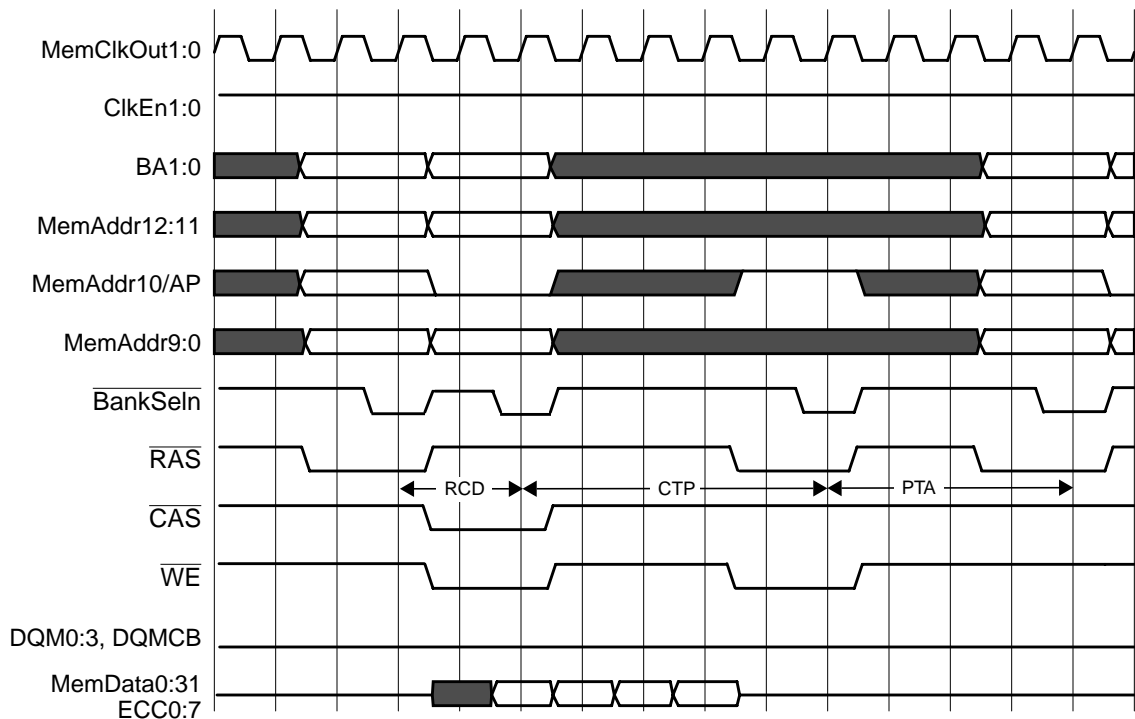 MemClkOut1:0
ClkEn1:0
BA1:0
MemAddr12:11
MemAddr10/AP
MemAddr9:0
BankSeln
RAS
RCD CTP PTA
CAS
WE
DQM0:3, DQMCB
MemData0:31
ECC0:7